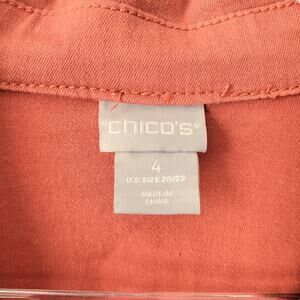 chico's®
4
U.S. SIZE 20/22
MADE IN
CHINA